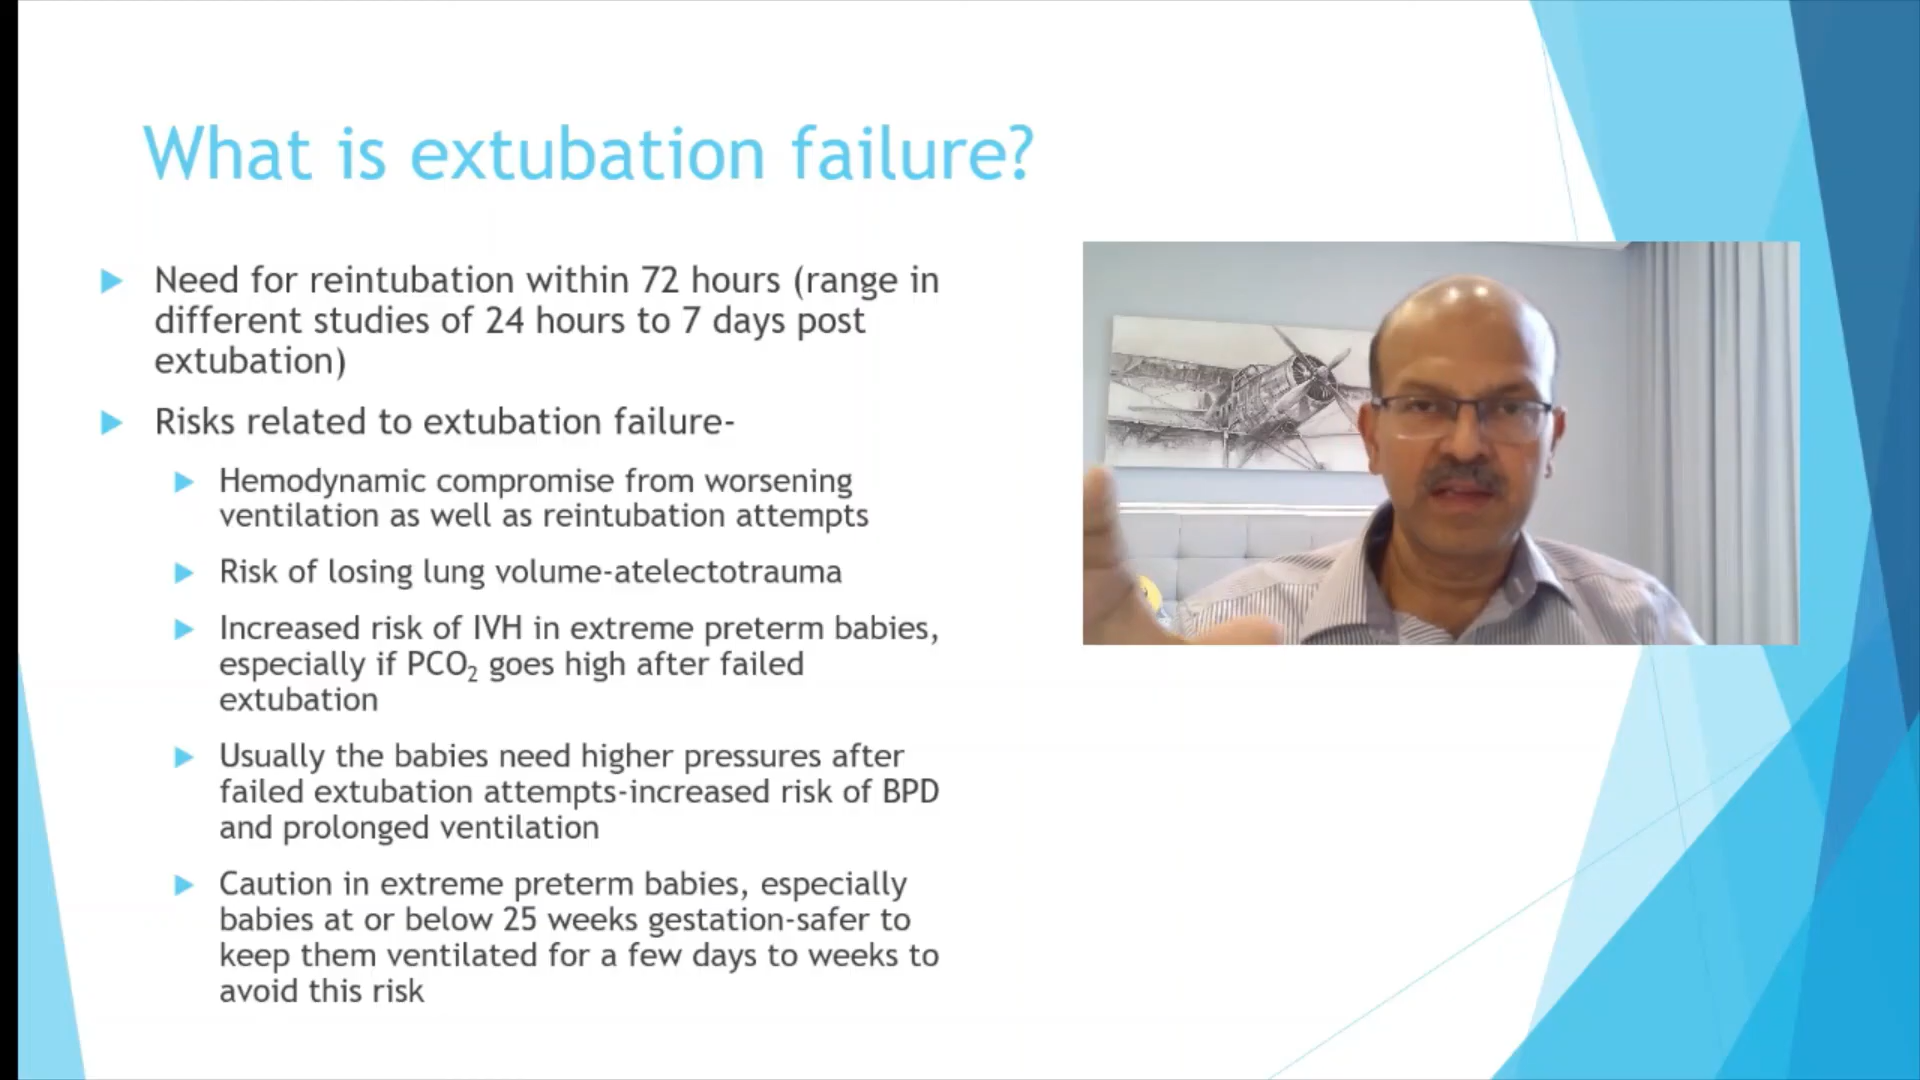 What is extubation failure?
Need for reintubation within 72 hours (range in
different studies of 24 hours to 7 days post
extubation)
Risks related to extubation failure-
Hemodynamic compromise from worsening
ventilation as well as reintubation attempts
Risk of losing lung volume-atelectotrauma
Increased risk of IVH in extreme preterm babies,
especially if PCO₂ goes high after failed
extubation
Usually the babies need higher pressures after
failed extubation attempts-increased risk of BPD
and prolonged ventilation
Caution in extreme preterm babies, especially
babies at or below 25 weeks gestation-safer to
keep them ventilated for a few days to weeks to
avoid this risk